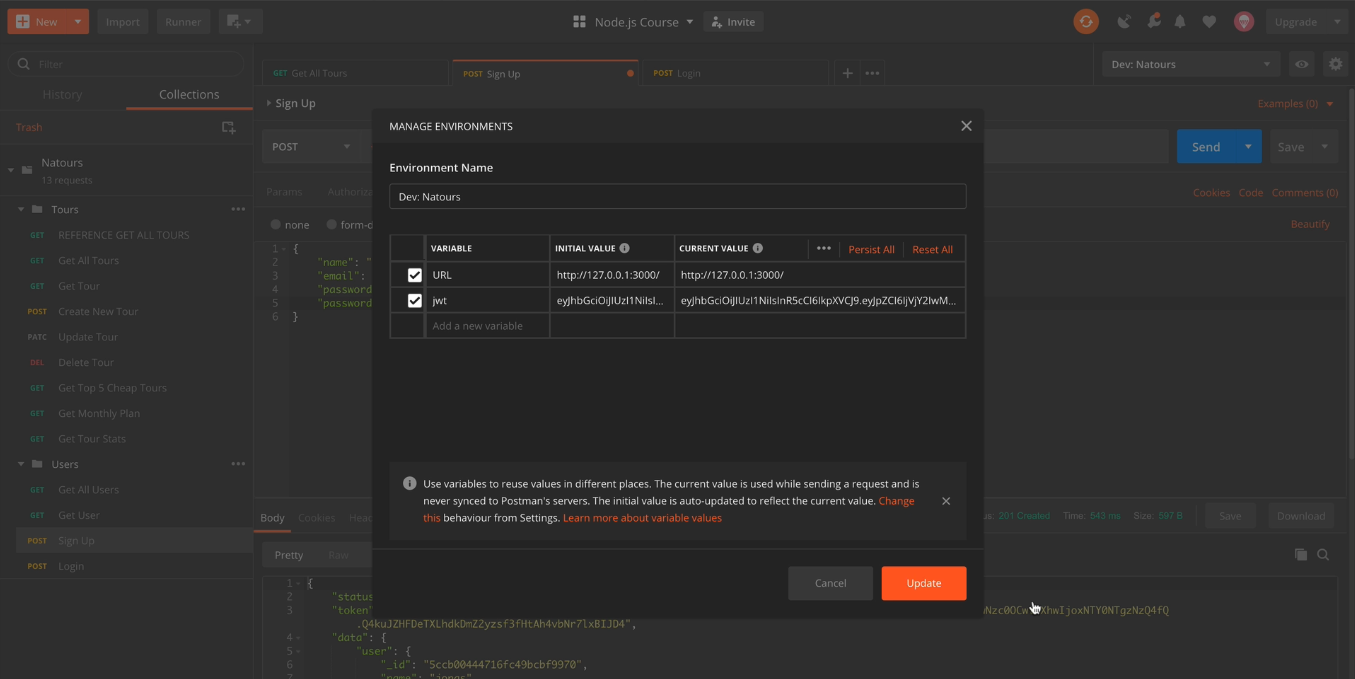 New
Import
Runner
Node.js Course
Invite
Upgrade
Filter
History
Collections
Trash
Natours
13 requests
Tours
GET REFERENCE GET ALL TOURS
GET Get All Tours
GET Get Tour
POST Create New Tour
PATC Update Tour
DEL Delete Tour
GET Get Top 5 Cheap Tours
GET Get Monthly Plan
GET Get Tour Stats
Users
GET Get All Users
GET Get User
POST Sign Up
POST Login
GET Get All Tours
POST Sign Up
POST Login
Dev: Natours
Sign Up
Examples (0)
POST
Send
Save
Params
Cookies Code Comments (0)
none
Beautify
1 {
2 "name": "
3 "email":
4 "password
5 "password
6 }
MANAGE ENVIRONMENTS
Environment Name
Dev: Natours
VARIABLE INITIAL VALUE CURRENT VALUE ••• Persist All Reset All
URL http://127.0.0.1:3000/ http://127.0.0.1:3000/
jwt
Add a new variable
Use variables to reuse values in different places. The current value is used while sending a request and is
never synced to Postman's servers. The initial value is auto-updated to reflect the current value. Change
this behaviour from Settings. Learn more about variable values
Cancel
Update
Body Cookies
201 Created Time: 543 ms Size: 597 B
Save
Download
Pretty Raw
1 {
2 "status
3 "token"
.Q4kuJZHFDeTXLhdkDmZ2yzsf3fHtAh4vbNr7lxBIJD4",
4 "data": {
5 "user": {
6 "_id": "5ccb00444716fc49bcbf9970",
7 "name": "jonas"